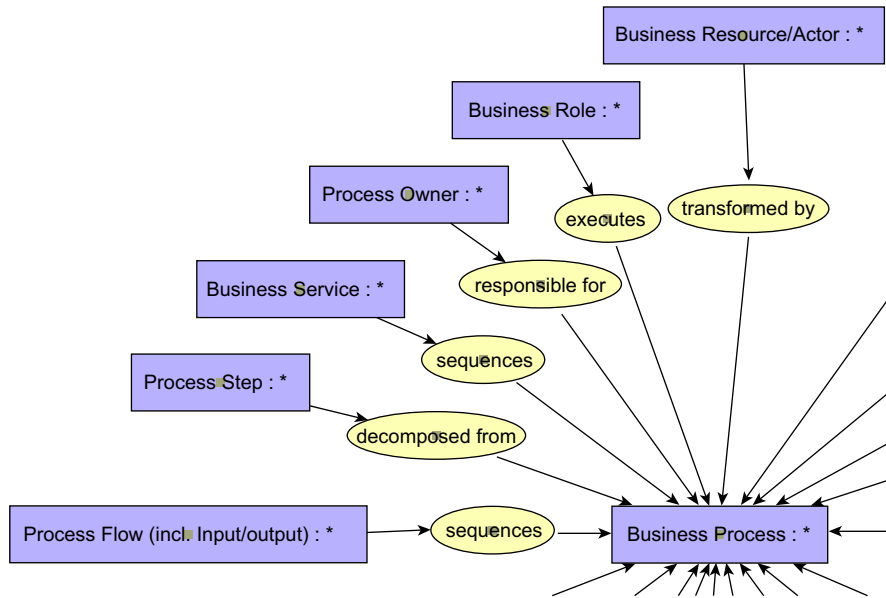 Business Resource/Actor : *
Business Role : *
Process Owner : *
executes
transformed by
Business Service : *
responsible for
sequences
Process Step : *
decomposed from
Process Flow (incl. Input/output) : *
sequences
Business Process : *